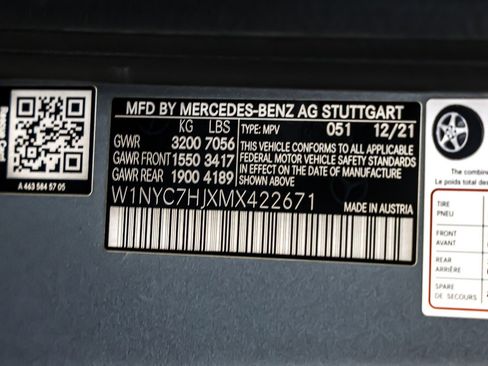 MFD BY MERCEDES-BENZ AG STUTTGART
KG LBS TYPE: MPV 051 12/21
GVWR 3200 7056
GAWR FRONT 1550 3417
GAWR REAR 1900 4189
THIS VEHICLE CONFORMS TO ALL APPLICABLE
FEDERAL MOTOR VEHICLE SAFETY STANDARDS
IN EFFECT ON THE DATE OF MANUFACTURE
SHOWN ABOVE.
W1NYC7HJXMX422671
MADE IN AUSTRIA
Rescue Card
A 463 584 57 05
The combine
Le poids total des
TIRE
PNEU
FRONT
AVANT
REAR
ARRIÈRE
SPARE
DE SECOURS